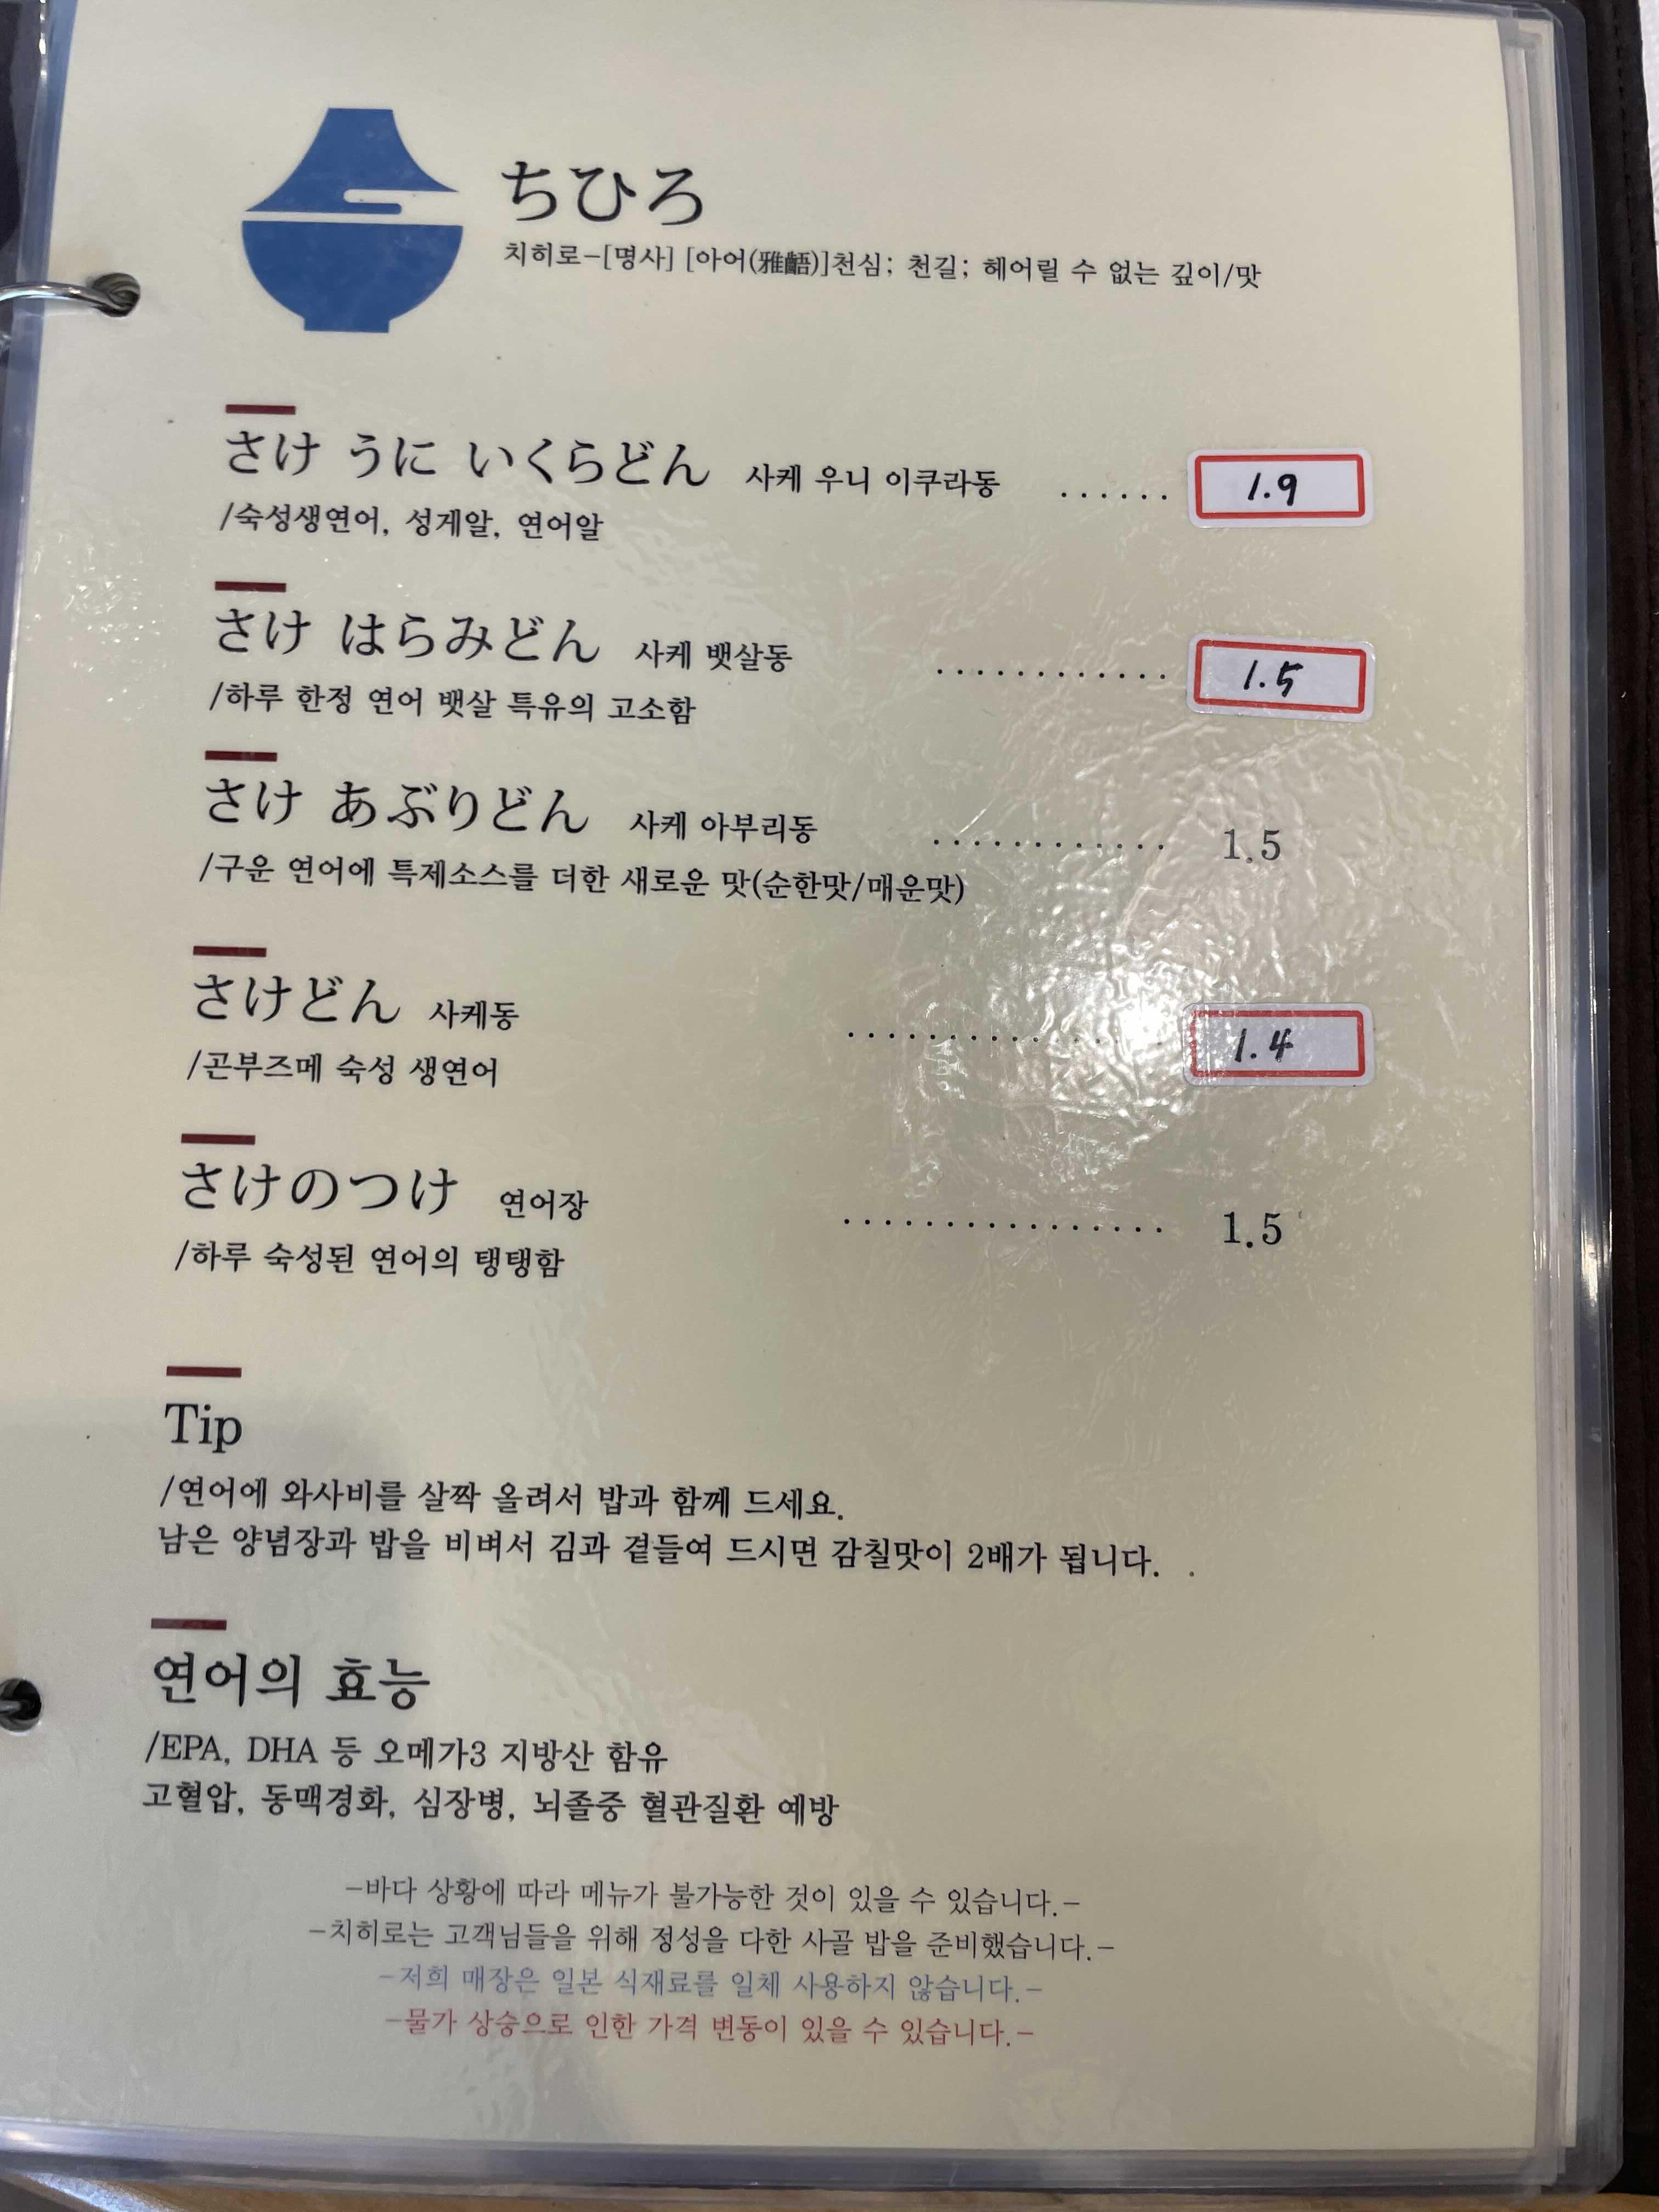 ちひろ
치히로-[명사] [아어(雅齬)]천심; 천길; 헤어릴 수 없는 깊이/맛
さけ うに いくらどん 사케 우니 이쿠라동 ...... 1.9
/숙성생연어, 성게알, 연어알
さけ はらみどん 사케 뱃살동 ............ 1.5
/하루 한정 연어 뱃살 특유의 고소함
さけ あぶりどん 사케 아부리동 ............ 1.5
/구운 연어에 특제소스를 더한 새로운 맛(순한맛/매운맛)
さけどん 사케동 ................ 1.4
/곤부즈메 숙성 생연어
さけのつけ 연어장 ................ 1.5
/하루 숙성된 연어의 탱탱함
Tip
/연어에 와사비를 살짝 올려서 밥과 함께 드세요.
남은 양념장과 밥을 비벼서 김과 곁들여 드시면 감칠맛이 2배가 됩니다. .
연어의 효능
/EPA, DHA 등 오메가3 지방산 함유
고혈압, 동맥경화, 심장병, 뇌졸중 혈관질환 예방
-바다 상황에 따라 메뉴가 불가능한 것이 있을 수 있습니다.-
-치히로는 고객님들을 위해 정성을 다한 사골 밥을 준비했습니다.-
-저희 매장은 일본 식재료를 일체 사용하지 않습니다.-
-물가 상승으로 인한 가격 변동이 있을 수 있습니다.-